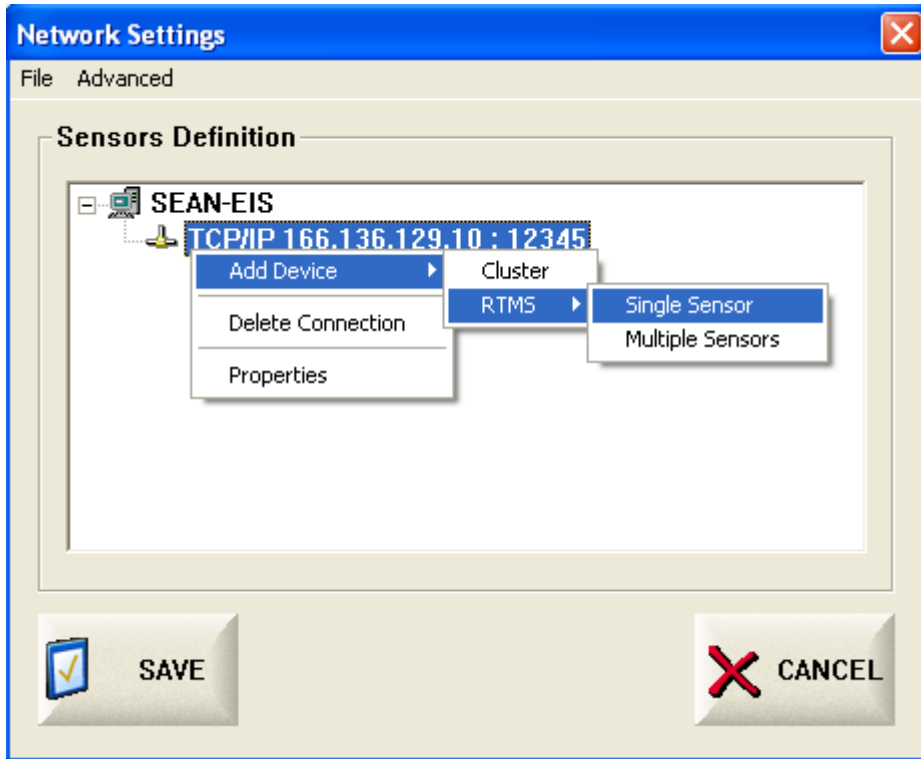 Network Settings
File Advanced
Sensors Definition
SEAN-EIS
TCP/IP 166.136.129.10 : 12345
Add Device
Cluster
RTMS
Single Sensor
Delete Connection
Multiple Sensors
Properties
SAVE
CANCEL